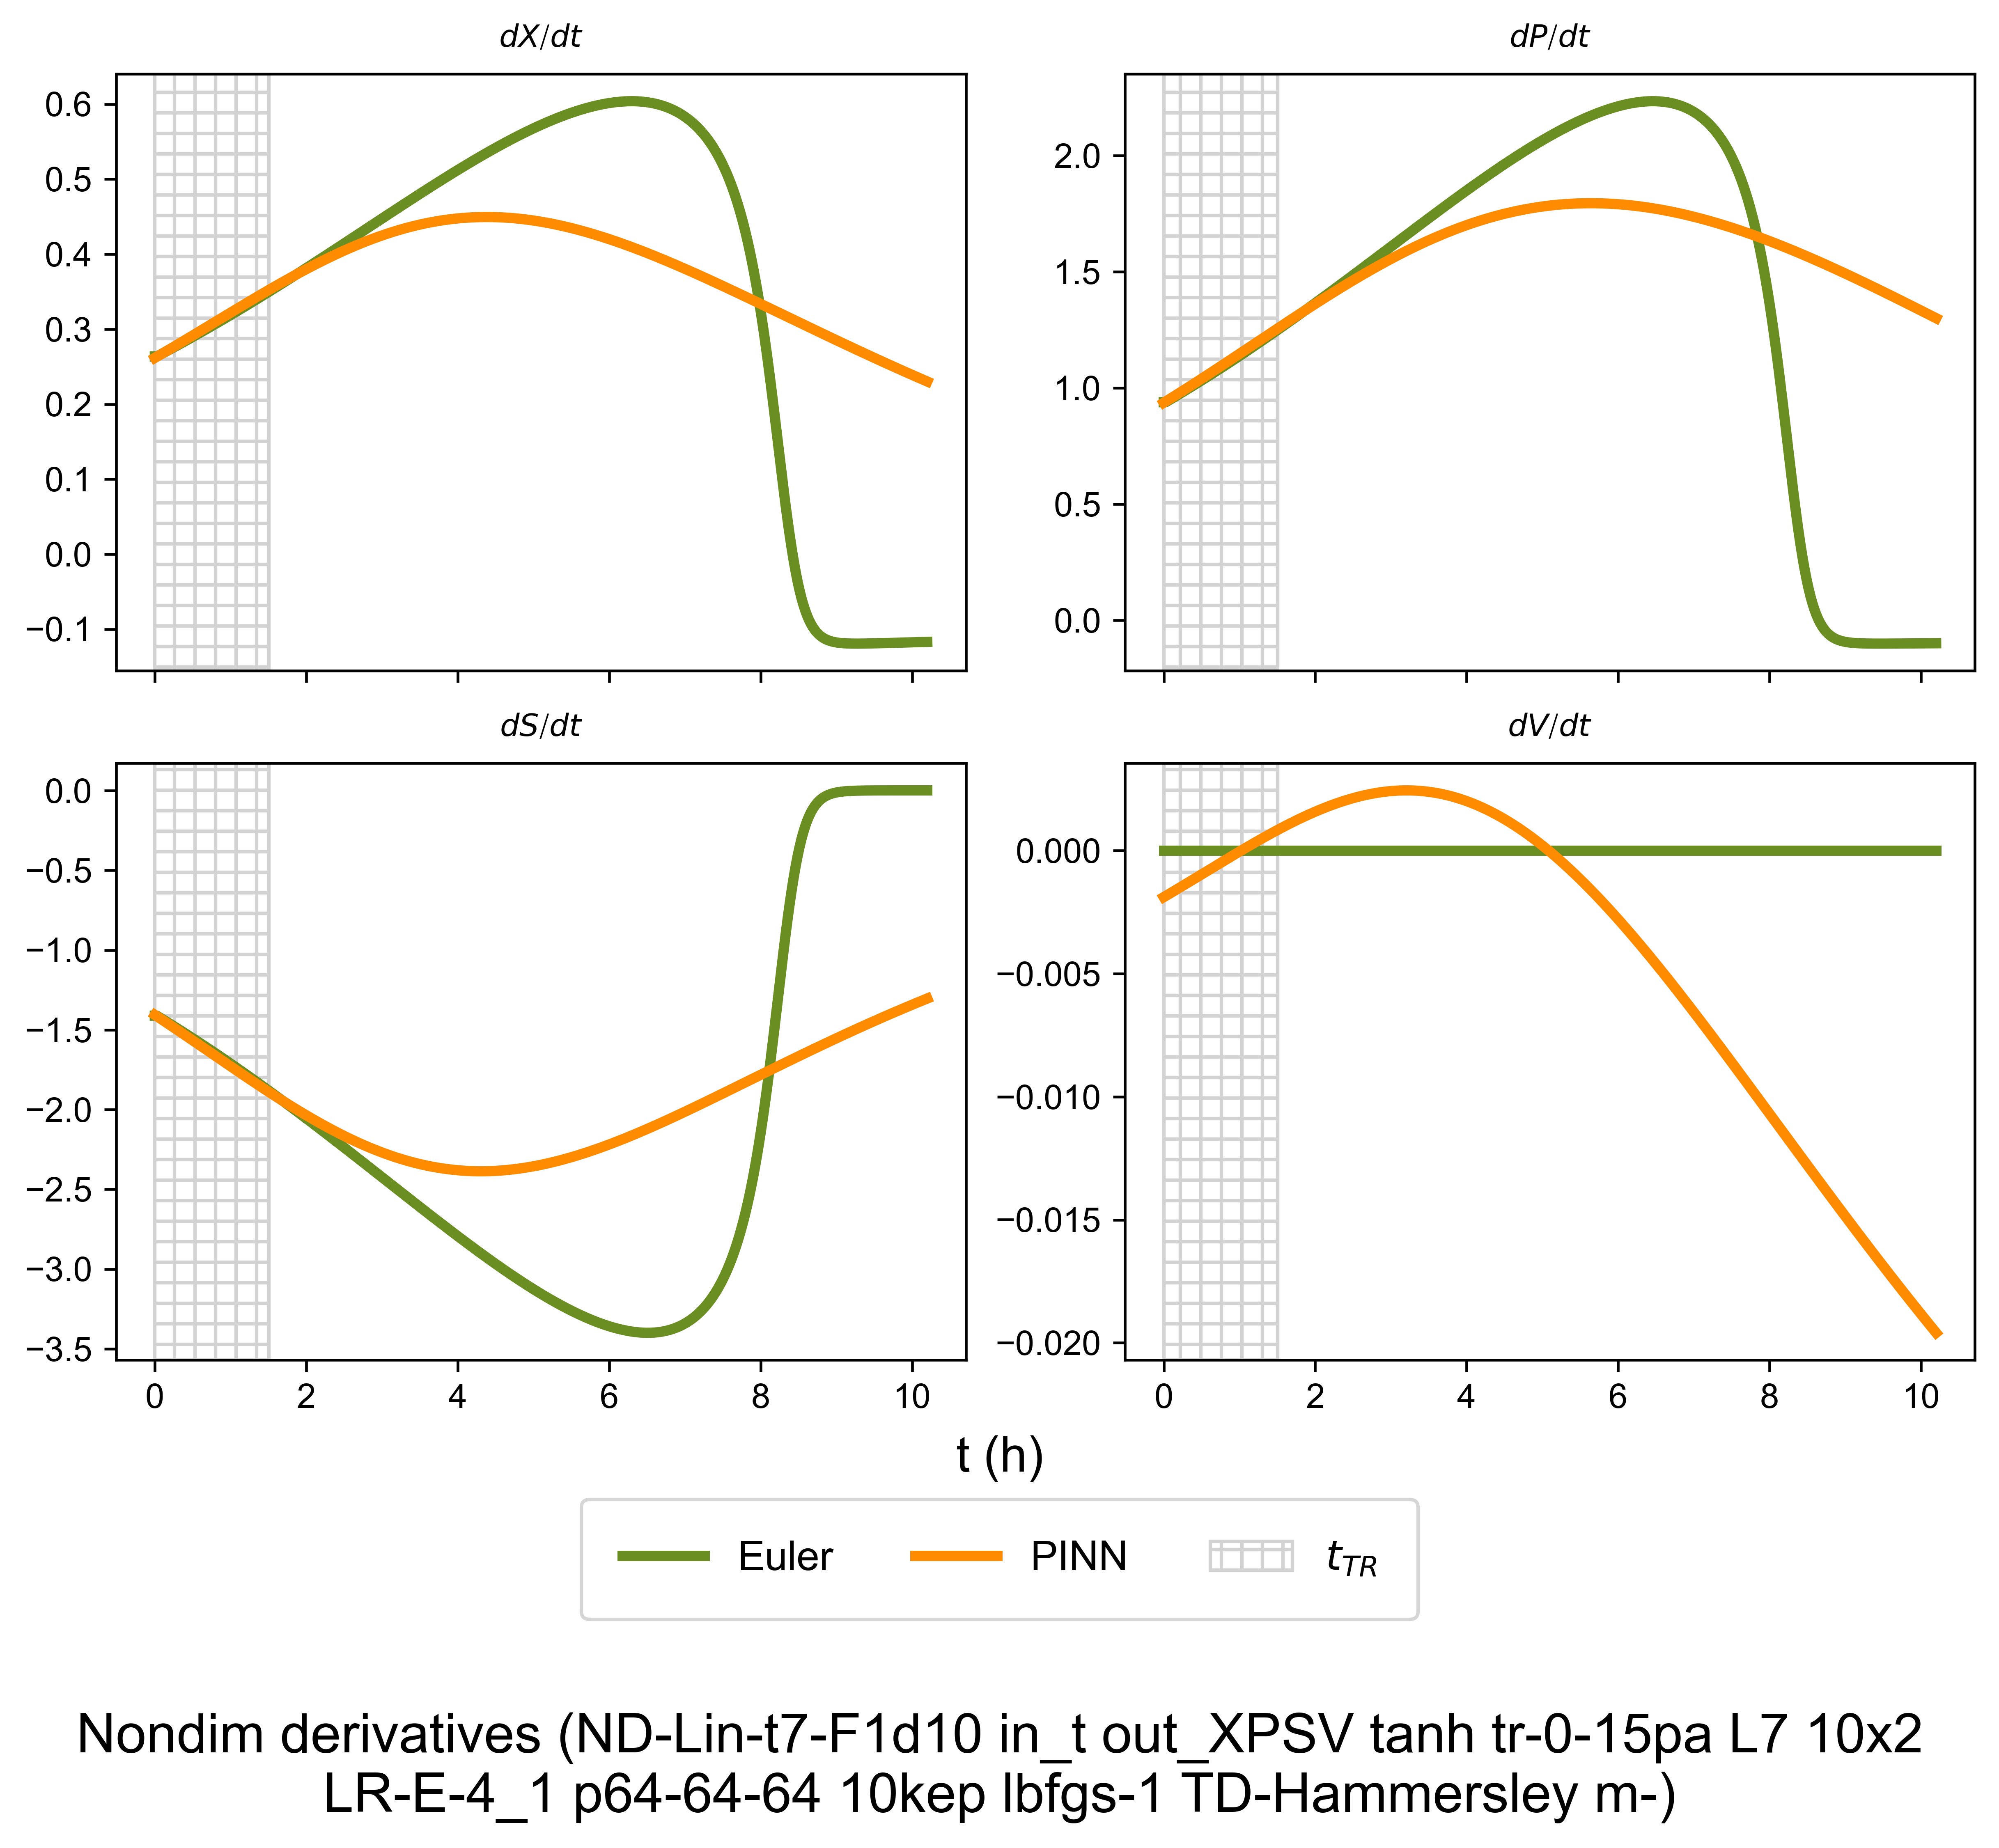 dX/dt
dP/dt
0.6
0.5
0.4
0.3
0.2
0.1
0.0
−0.1
2.0
1.5
1.0
0.5
0.0
dS/dt
dV/dt
0.0
−0.5
−1.0
−1.5
−2.0
−2.5
−3.0
−3.5
0.000
−0.005
−0.010
−0.015
−0.020
0 2 4 6 8 10
0 2 4 6 8 10
t (h)
Euler PINN t_TR
Nondim derivatives (ND-Lin-t7-F1d10 in_t out_XPSV tanh tr-0-15pa L7 10x2
LR-E-4_1 p64-64-64 10kep lbfgs-1 TD-Hammersley m-)